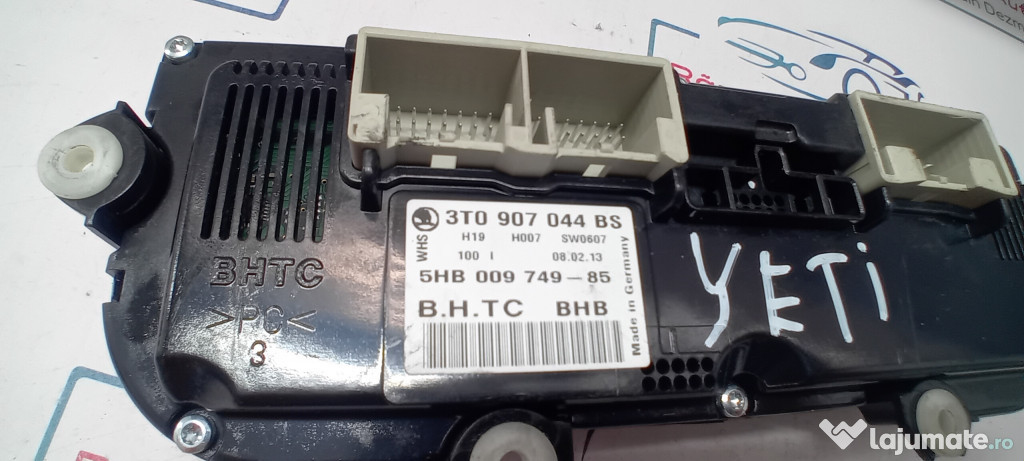 3T0 907 044 BS
WHS
H19 H007 SW0607
100 I 08.02.13
5HB 009 749-85
B.H.TC BHB
Made in Germany
BHTC
>PC<
3
YETi
lajumate.ro